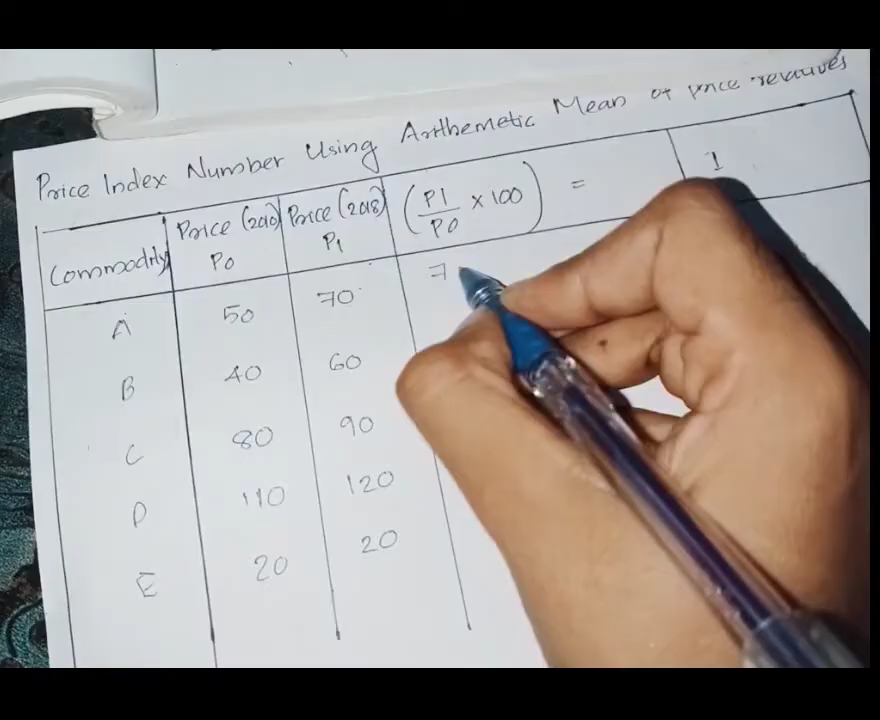 Price Index Number Using Arithemetic Mean of price relatives
Commodity Price (2010) P0 Price (2018) P1 (P1/P0 × 100) = 1
A 50 70 7
B 40 60
C 80 90
D 110 120
E 20 20